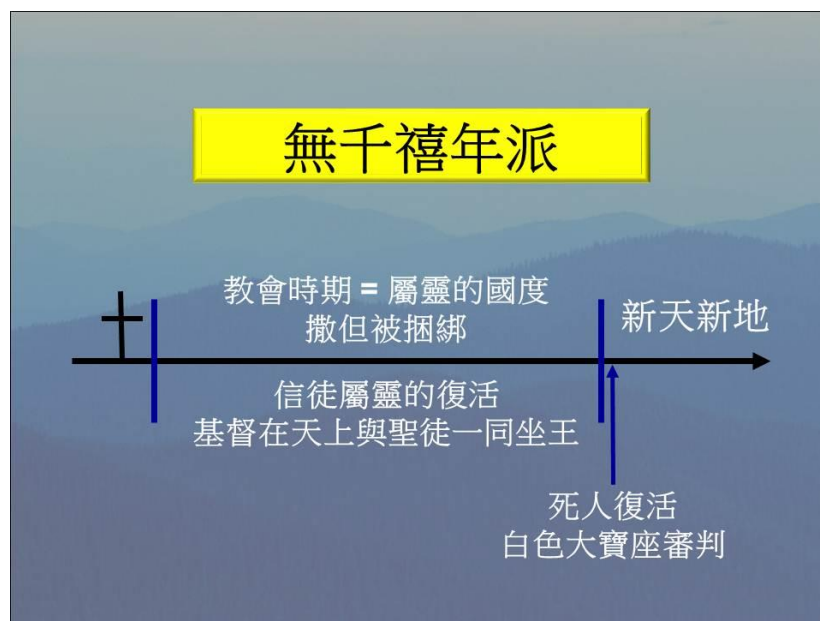 無千禧年派
教會時期 = 屬靈的國度
撒但被捆綁
新天新地
信徒屬靈的復活
基督在天上與聖徒一同坐王
死人復活
白色大寶座審判